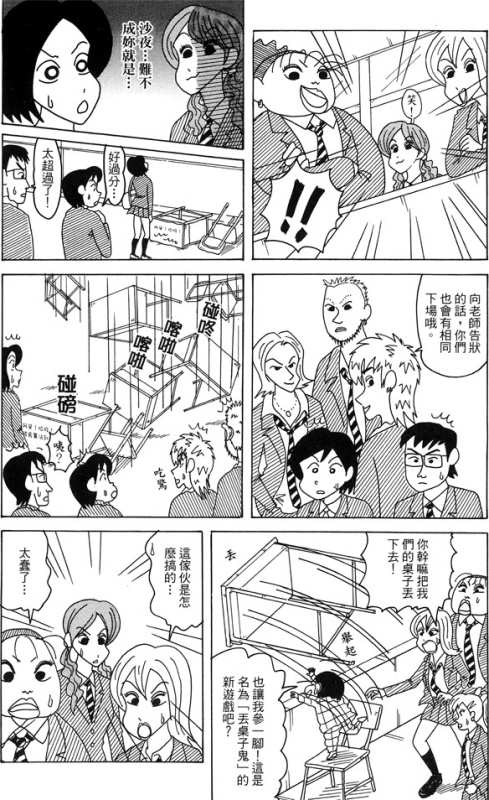 笑！
!!
沙夜…難不
成妳就是…
好過分…
太超過了！
向老師告狀
的話，你們
也會有相同
下場哦。
碰咚
喀啦
喀啦
碰磅
咦？
吃驚
你幹嘛把我
們的桌子丟
下去！
丟
舉起
也讓我參一腳！這是
名為「丟桌子鬼」的
新遊戲吧？
這傢伙是怎
麼搞的…
太蠢了…